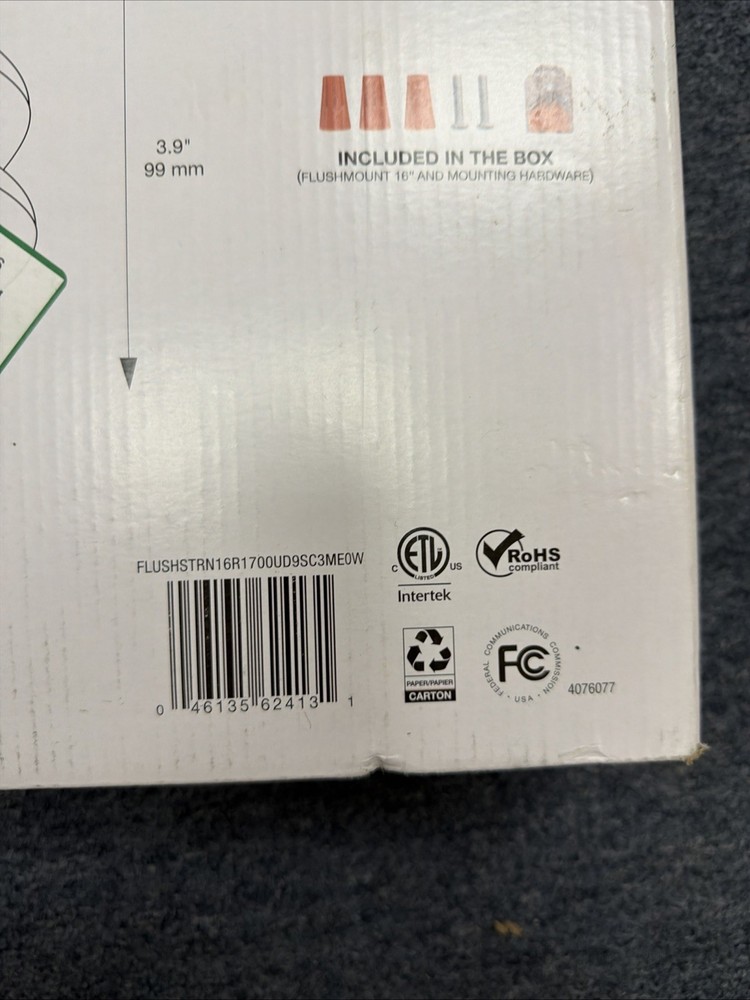 3.9"
99 mm
INCLUDED IN THE BOX
(FLUSHMOUNT 16" AND MOUNTING HARDWARE)
FLUSHSTRN16R1700UD9SC3ME0W
0 46135 62413 1
C ETL US
LISTED
Intertek
RoHS
compliant
PAPER/PAPIER
CARTON
FEDERAL COMMUNICATIONS COMMISSION · USA ·
FC
4076077